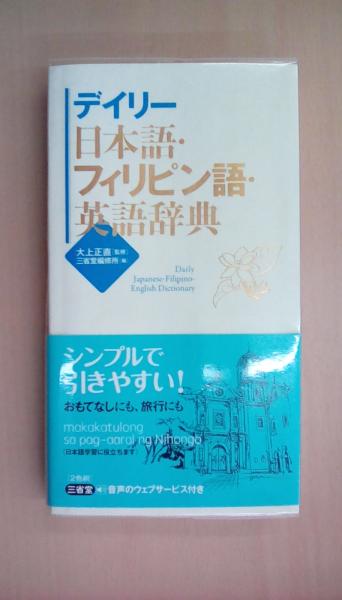 デイリー
日本語・
フィリピン語・
英語辞典
大上正直[監修]
三省堂編修所[編]
Daily
Japanese-Filipino-
English Dictionary
シンプルで
引きやすい!
おもてなしにも、旅行にも
makakatulong
sa pag-aaral ng Nihongo
(日本語学習に役立ちます)
[2色刷]
三省堂 音声のウェブサービス付き